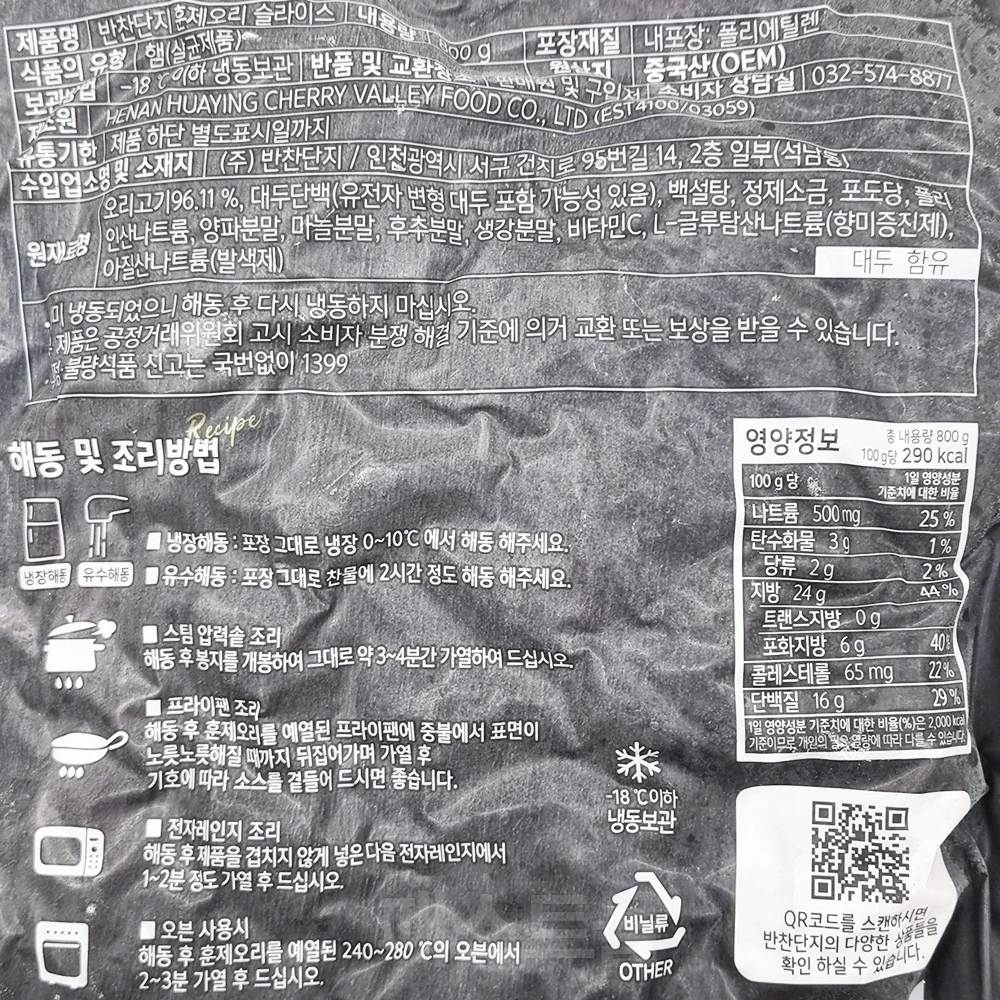 제품명 반찬단지 훈제오리 슬라이스 내용량 800 g 포장재질 내포장: 폴리에틸렌
식품의 유형 햄(살균제품) 원산지 중국산(OEM)
-18 ℃이하 냉동보관 반품 및 교환장소 판매원 및 구입처 소비자 상담실 032-574-8877
HENAN HUAYING CHERRY VALLEY FOOD CO., LTD (EST4100/03059)
유통기한 제품 하단 별도표시일까지
수입업소명 및 소재지 (주) 반찬단지 / 인천광역시 서구 건지로 95번길 14, 2층 일부(석남동)
원재료명 오리고기96.11 %, 대두단백(유전자 변형 대두 포함 가능성 있음), 백설탕, 정제소금, 포도당, 폴리
인산나트륨, 양파분말, 마늘분말, 후추분말, 생강분말, 비타민C, L-글루탐산나트륨(향미증진제),
아질산나트륨(발색제)
대두 함유
냉동되었으니 해동 후 다시 냉동하지 마십시오.
제품은 공정거래위원회 고시 소비자 분쟁 해결 기준에 의거 교환 또는 보상을 받을 수 있습니다.
불량식품 신고는 국번없이 1399
Recipe
해동 및 조리방법
냉장해동 유수해동
■ 냉장해동 : 포장 그대로 냉장 0~10℃ 에서 해동 해주세요.
■ 유수해동 : 포장 그대로 찬물에 2시간 정도 해동 해주세요.
■ 스팀 압력솥 조리
해동 후 봉지를 개봉하여 그대로 약 3~4분간 가열하여 드십시오.
■ 프라이팬 조리
해동 후 훈제오리를 예열된 프라이팬에 중불에서 표면이
노릇노릇해질 때까지 뒤집어가며 가열 후
기호에 따라 소스를 곁들어 드시면 좋습니다.
■ 전자레인지 조리
해동 후 제품을 겹치지 않게 넣은 다음 전자레인지에서
1~2분 정도 가열 후 드십시오.
■ 오븐 사용시
해동 후 훈제오리를 예열된 240~280 ℃의 오븐에서
2~3분 가열 후 드십시오.
-18 ℃이하
냉동보관
비닐류
OTHER
영양정보 총 내용량 800 g
100 g당 290 kcal
100 g 당 1일 영양성분
기준치에 대한 비율
나트륨 500 mg 25 %
탄수화물 3 g 1 %
당류 2 g 2 %
지방 24 g 44 %
트랜스지방 0 g
포화지방 6 g 40 %
콜레스테롤 65 mg 22 %
단백질 16 g 29 %
1일 영양성분 기준치에 대한 비율(%)은 2,000 kcal
기준이므로 개인의 필요 열량에 따라 다를 수 있습니다.
QR코드를 스캔하시면
반찬단지의 다양한 상품들을
확인 하실 수 있습니다.